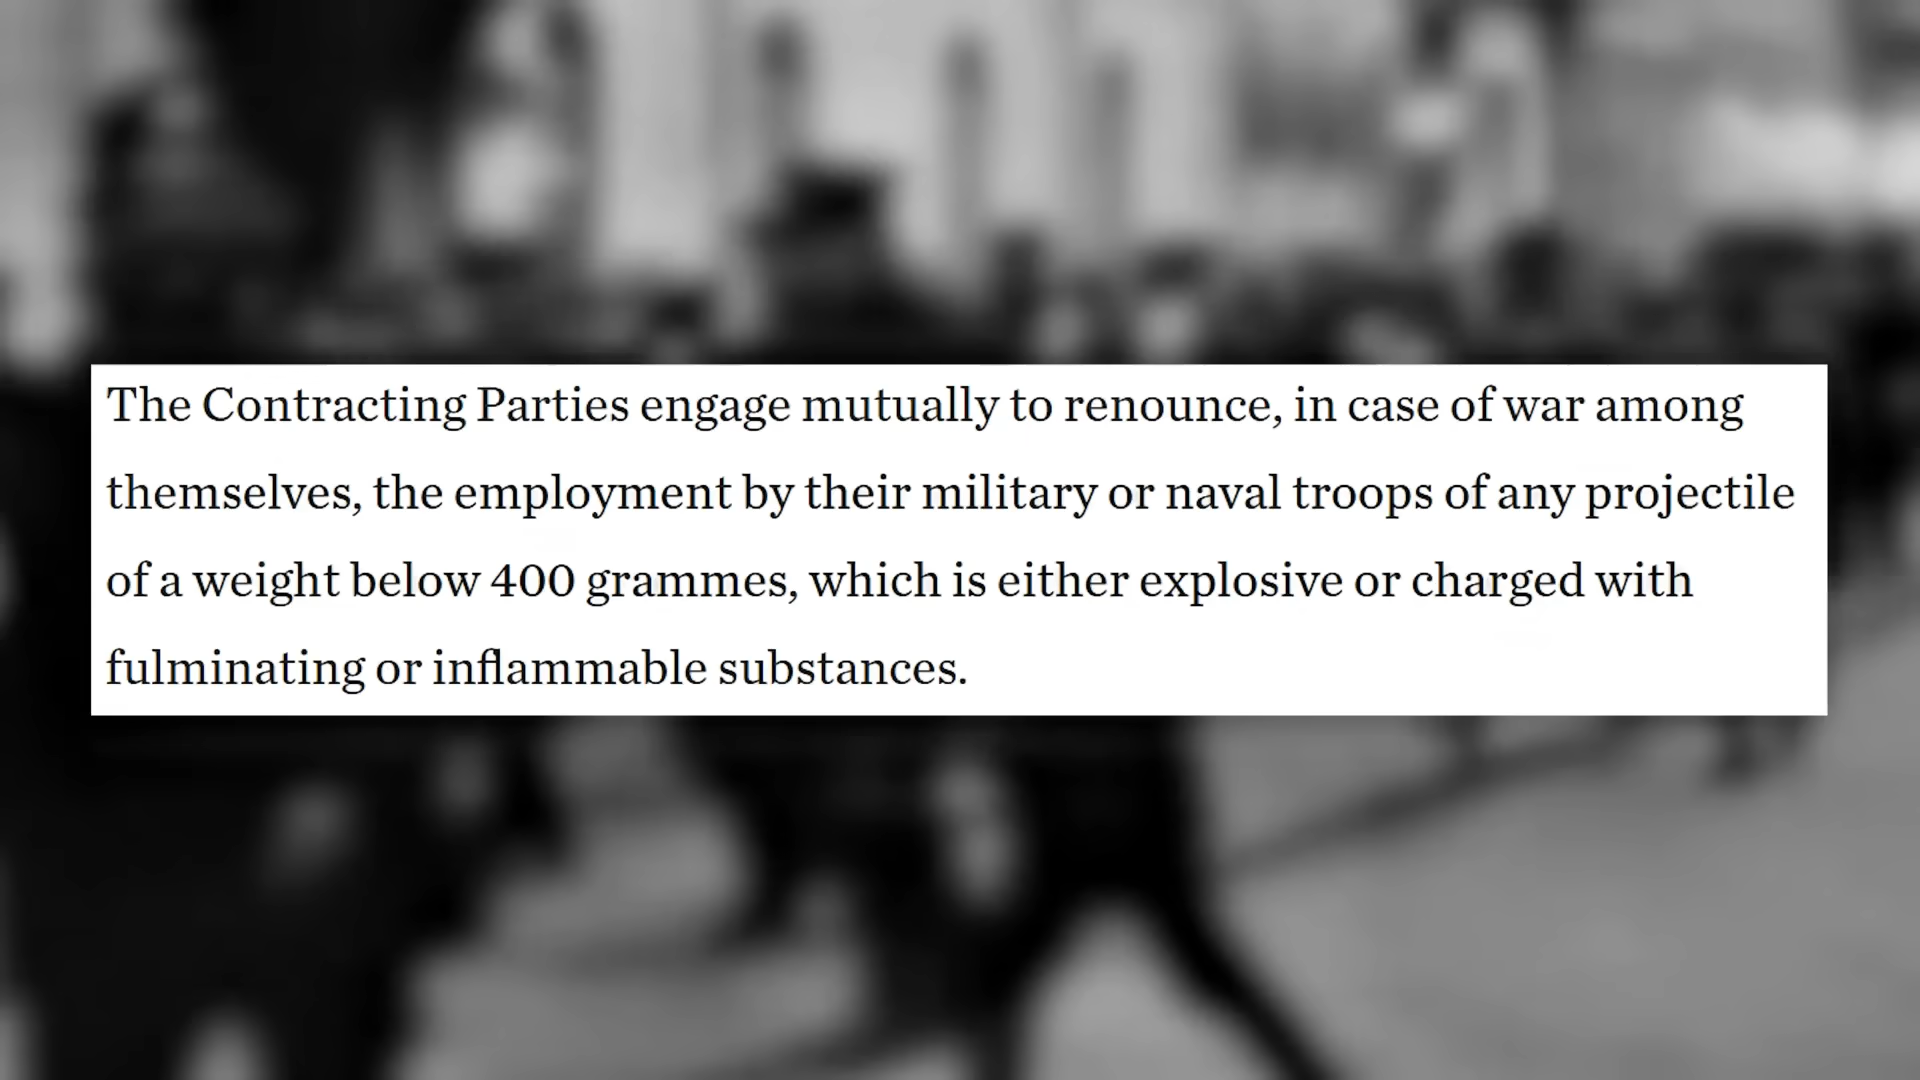 The Contracting Parties engage mutually to renounce, in case of war among
themselves, the employment by their military or naval troops of any projectile
of a weight below 400 grammes, which is either explosive or charged with
fulminating or inflammable substances.